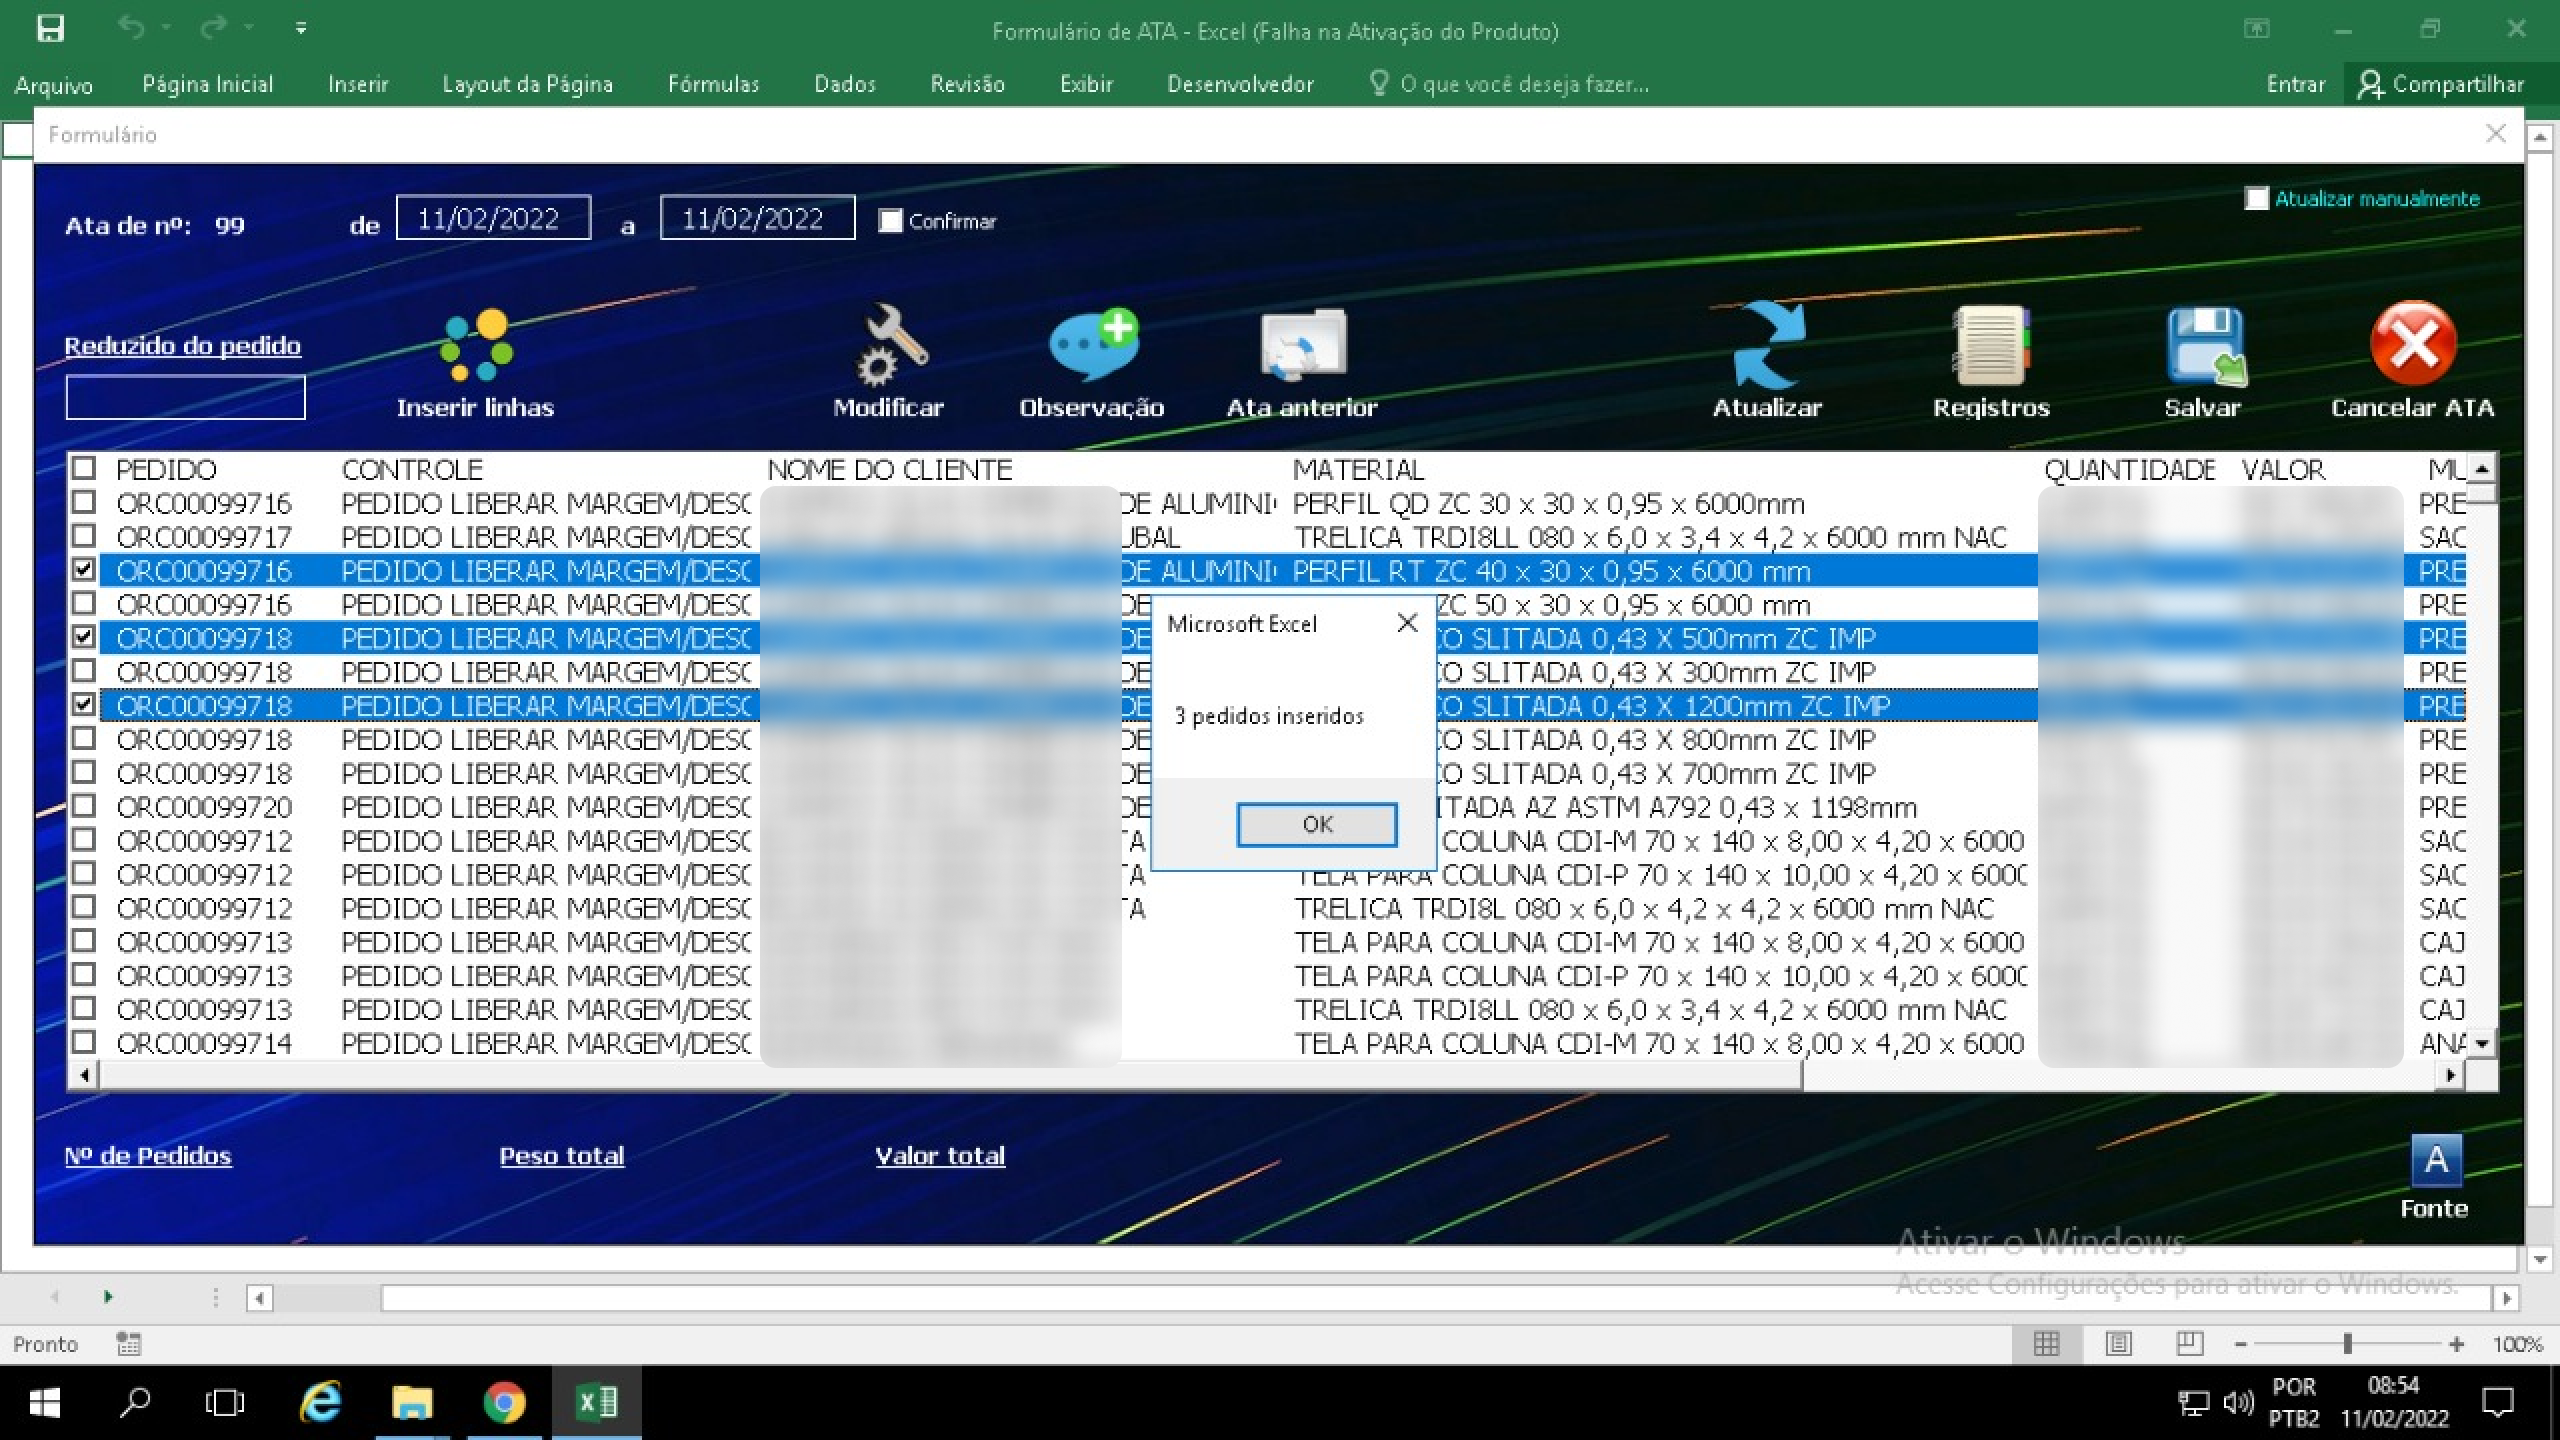 Formulário de ATA - Excel (Falha na Ativação do Produto)
Arquivo Página Inicial Inserir Layout da Página Fórmulas Dados Revisão Exibir Desenvolvedor O que você deseja fazer... Entrar Compartilhar
Formulário
Atualizar manualmente
Ata de nº: 99 de 11/02/2022 a 11/02/2022 Confirmar
Reduzido do pedido
Inserir linhas Modificar Observação Ata anterior Atualizar Registros Salvar Cancelar ATA
PEDIDO CONTROLE NOME DO CLIENTE MATERIAL QUANTIDADE VALOR
ORC00099716 PEDIDO LIBERAR MARGEM/DESC DE ALUMINI PERFIL QD ZC 30 x 30 x 0,95 x 6000mm PRE
ORC00099717 PEDIDO LIBERAR MARGEM/DESC UBAL TRELICA TRDI8LL 080 x 6,0 x 3,4 x 4,2 x 6000 mm NAC SAC
ORC00099716 PEDIDO LIBERAR MARGEM/DESC DE ALUMINI PERFIL RT ZC 40 x 30 x 0,95 x 6000 mm PRE
ORC00099716 PEDIDO LIBERAR MARGEM/DESC DE ZC 50 x 30 x 0,95 x 6000 mm PRE
ORC00099718 PEDIDO LIBERAR MARGEM/DESC DE CO SLITADA 0,43 X 500mm ZC IMP PRE
ORC00099718 PEDIDO LIBERAR MARGEM/DESC DE CO SLITADA 0,43 X 300mm ZC IMP PRE
ORC00099718 PEDIDO LIBERAR MARGEM/DESC DE CO SLITADA 0,43 X 1200mm ZC IMP PRE
ORC00099718 PEDIDO LIBERAR MARGEM/DESC DE CO SLITADA 0,43 X 800mm ZC IMP PRE
ORC00099718 PEDIDO LIBERAR MARGEM/DESC DE CO SLITADA 0,43 X 700mm ZC IMP PRE
ORC00099720 PEDIDO LIBERAR MARGEM/DESC DE ITADA AZ ASTM A792 0,43 x 1198mm PRE
ORC00099712 PEDIDO LIBERAR MARGEM/DESC TA COLUNA CDI-M 70 x 140 x 8,00 x 4,20 x 6000 SAC
ORC00099712 PEDIDO LIBERAR MARGEM/DESC TA TELA PARA COLUNA CDI-P 70 x 140 x 10,00 x 4,20 x 6000 SAC
ORC00099712 PEDIDO LIBERAR MARGEM/DESC TA TRELICA TRDI8L 080 x 6,0 x 4,2 x 4,2 x 6000 mm NAC SAC
ORC00099713 PEDIDO LIBERAR MARGEM/DESC TELA PARA COLUNA CDI-M 70 x 140 x 8,00 x 4,20 x 6000 CAJ
ORC00099713 PEDIDO LIBERAR MARGEM/DESC TELA PARA COLUNA CDI-P 70 x 140 x 10,00 x 4,20 x 6000 CAJ
ORC00099713 PEDIDO LIBERAR MARGEM/DESC TRELICA TRDI8LL 080 x 6,0 x 3,4 x 4,2 x 6000 mm NAC CAJ
ORC00099714 PEDIDO LIBERAR MARGEM/DESC TELA PARA COLUNA CDI-M 70 x 140 x 8,00 x 4,20 x 6000 ANA
Microsoft Excel
3 pedidos inseridos
OK
Nº de Pedidos Peso total Valor total
A
Fonte
Ativar o Windows
Acesse Configurações para ativar o Windows.
Pronto 100%
POR 08:54
PTB2 11/02/2022